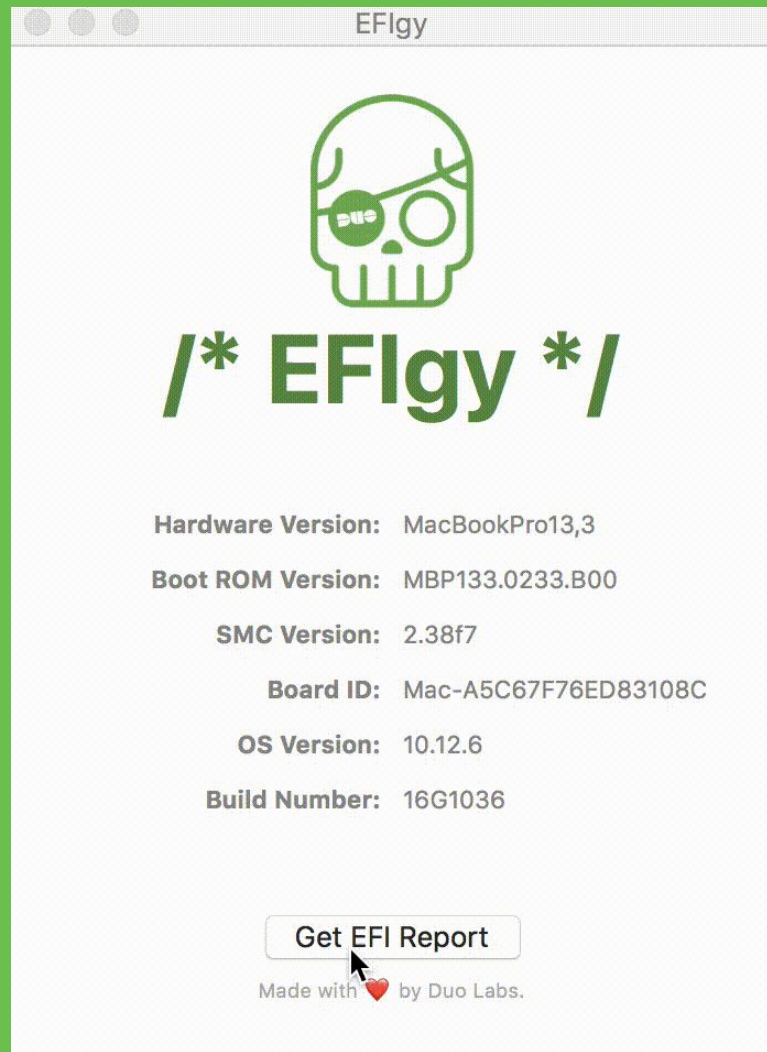 EFIgy
DUO
/* EFIgy */
Hardware Version: MacBookPro13,3
Boot ROM Version: MBP133.0233.B00
SMC Version: 2.38f7
Board ID: Mac-A5C67F76ED83108C
OS Version: 10.12.6
Build Number: 16G1036
Get EFI Report
Made with ❤️ by Duo Labs.